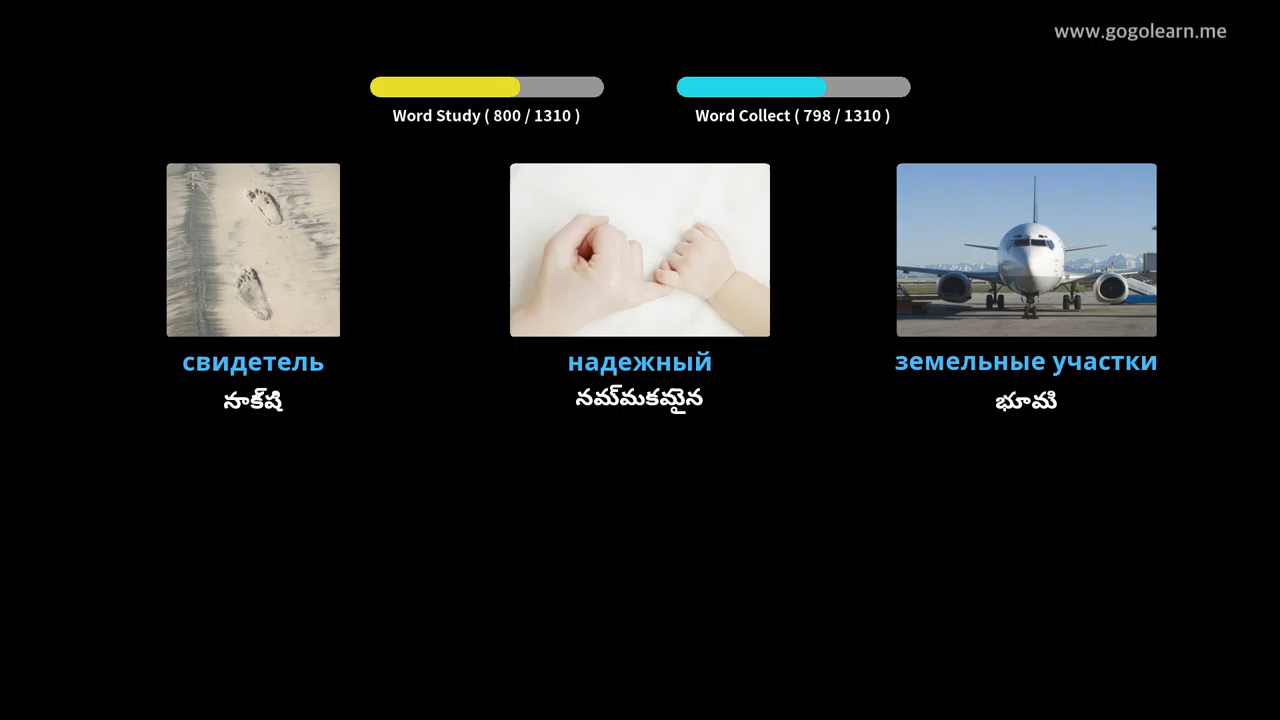 www.gogolearn.me
Word Study ( 800 / 1310 )
Word Collect ( 798 / 1310 )
свидетель
надежный
земельные участки
సాక్‌షి
నమ్‌మకమైన
భూమి